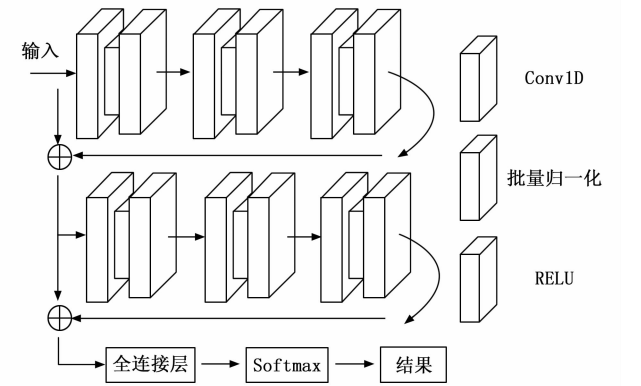 输入
Conv1D
批量归一化
RELU
全连接层
Softmax
结果